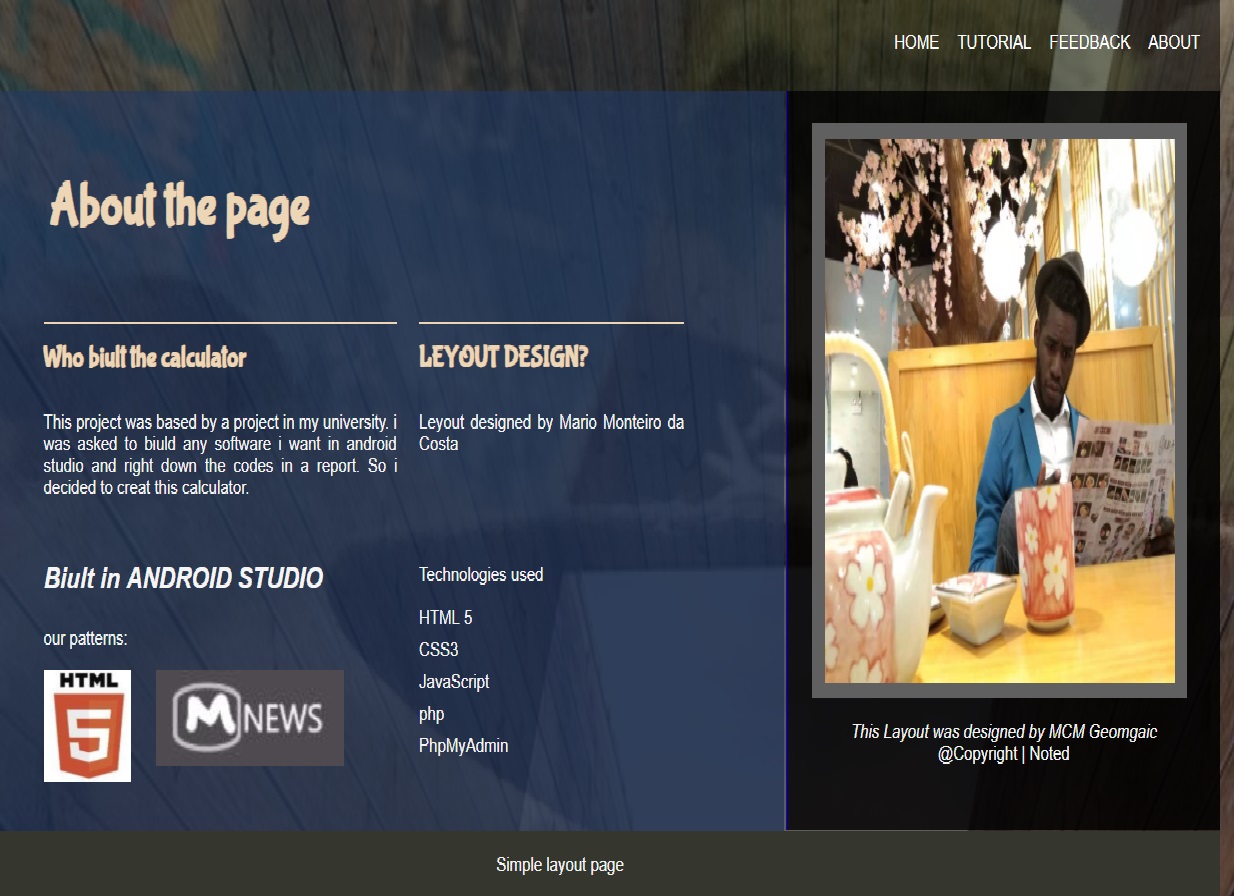 HOME TUTORIAL FEEDBACK ABOUT
About the page
Who biult the calculator
This project was based by a project in my university. i
was asked to biuld any software i want in android
studio and right down the codes in a report. So i
decided to creat this calculator.
LEYOUT DESIGN?
Leyout designed by Mario Monteiro da
Costa
Biult in ANDROID STUDIO
our patterns:
HTML
5
M NEWS
Technologies used
HTML 5
CSS3
JavaScript
php
PhpMyAdmin
This Layout was designed by MCM Geomgaic
@Copyright | Noted
Simple layout page